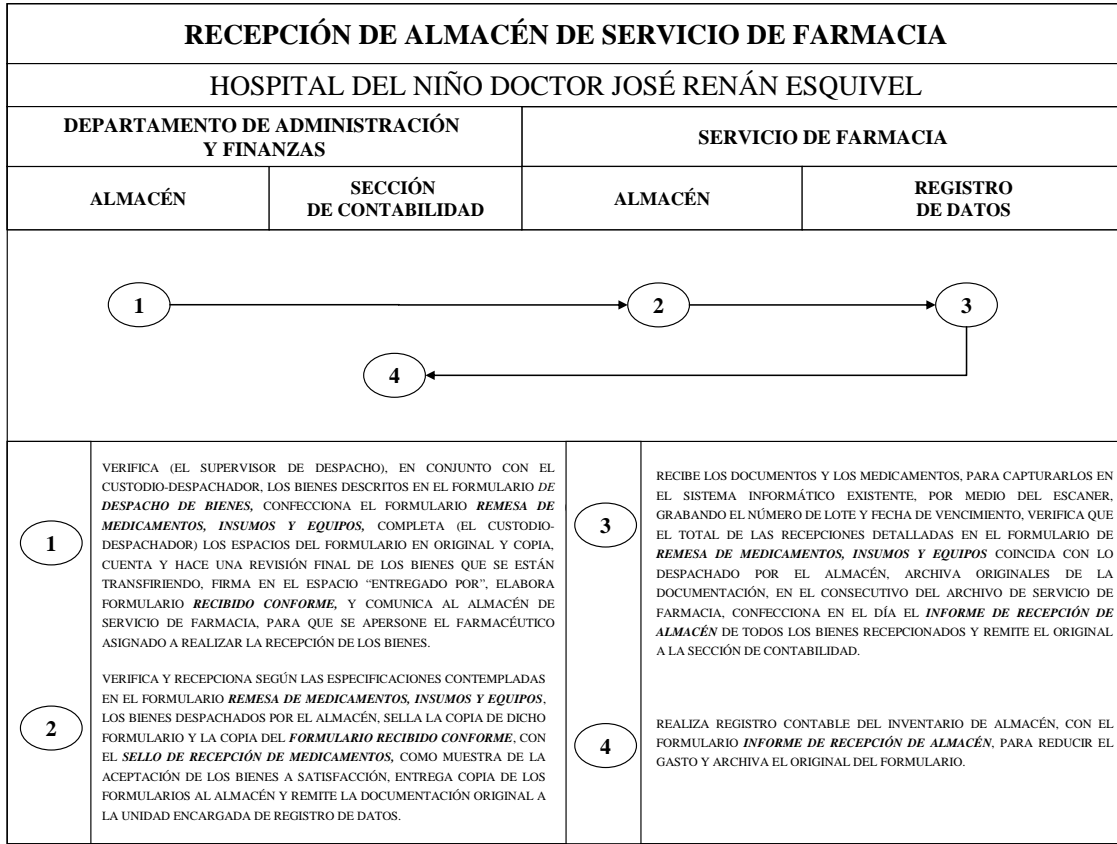 RECEPCIÓN DE ALMACÉN DE SERVICIO DE FARMACIA
HOSPITAL DEL NIÑO DOCTOR JOSÉ RENÁN ESQUIVEL
DEPARTAMENTO DE ADMINISTRACIÓN
Y FINANZAS
SERVICIO DE FARMACIA
ALMACÉN
SECCIÓN
DE CONTABILIDAD
ALMACÉN
REGISTRO
DE DATOS
1
2
3
4
1
VERIFICA (EL SUPERVISOR DE DESPACHO), EN CONJUNTO CON EL
CUSTODIO-DESPACHADOR, LOS BIENES DESCRITOS EN EL FORMULARIO DE
DESPACHO DE BIENES, CONFECCIONA EL FORMULARIO REMESA DE
MEDICAMENTOS, INSUMOS Y EQUIPOS, COMPLETA (EL CUSTODIO-
DESPACHADOR) LOS ESPACIOS DEL FORMULARIO EN ORIGINAL Y COPIA,
CUENTA Y HACE UNA REVISIÓN FINAL DE LOS BIENES QUE SE ESTÁN
TRANSFIRIENDO, FIRMA EN EL ESPACIO “ENTREGADO POR”, ELABORA
FORMULARIO RECIBIDO CONFORME, Y COMUNICA AL ALMACÉN DE
SERVICIO DE FARMACIA, PARA QUE SE APERSONE EL FARMACÉUTICO
ASIGNADO A REALIZAR LA RECEPCIÓN DE LOS BIENES.
2
VERIFICA Y RECEPCIONA SEGÚN LAS ESPECIFICACIONES CONTEMPLADAS
EN EL FORMULARIO REMESA DE MEDICAMENTOS, INSUMOS Y EQUIPOS,
LOS BIENES DESPACHADOS POR EL ALMACÉN, SELLA LA COPIA DE DICHO
FORMULARIO Y LA COPIA DEL FORMULARIO RECIBIDO CONFORME, CON
EL SELLO DE RECEPCIÓN DE MEDICAMENTOS, COMO MUESTRA DE LA
ACEPTACIÓN DE LOS BIENES A SATISFACCIÓN, ENTREGA COPIA DE LOS
FORMULARIOS AL ALMACÉN Y REMITE LA DOCUMENTACIÓN ORIGINAL A
LA UNIDAD ENCARGADA DE REGISTRO DE DATOS.
3
RECIBE LOS DOCUMENTOS Y LOS MEDICAMENTOS, PARA CAPTURARLOS EN
EL SISTEMA INFORMÁTICO EXISTENTE, POR MEDIO DEL ESCANER,
GRABANDO EL NÚMERO DE LOTE Y FECHA DE VENCIMIENTO, VERIFICA QUE
EL TOTAL DE LAS RECEPCIONES DETALLADAS EN EL FORMULARIO DE
REMESA DE MEDICAMENTOS, INSUMOS Y EQUIPOS COINCIDA CON LO
DESPACHADO POR EL ALMACÉN, ARCHIVA ORIGINALES DE LA
DOCUMENTACIÓN, EN EL CONSECUTIVO DEL ARCHIVO DE SERVICIO DE
FARMACIA, CONFECCIONA EN EL DÍA EL INFORME DE RECEPCIÓN DE
ALMACÉN DE TODOS LOS BIENES RECEPCIONADOS Y REMITE EL ORIGINAL
A LA SECCIÓN DE CONTABILIDAD.
4
REALIZA REGISTRO CONTABLE DEL INVENTARIO DE ALMACÉN, CON EL
FORMULARIO INFORME DE RECEPCIÓN DE ALMACÉN, PARA REDUCIR EL
GASTO Y ARCHIVA EL ORIGINAL DEL FORMULARIO.